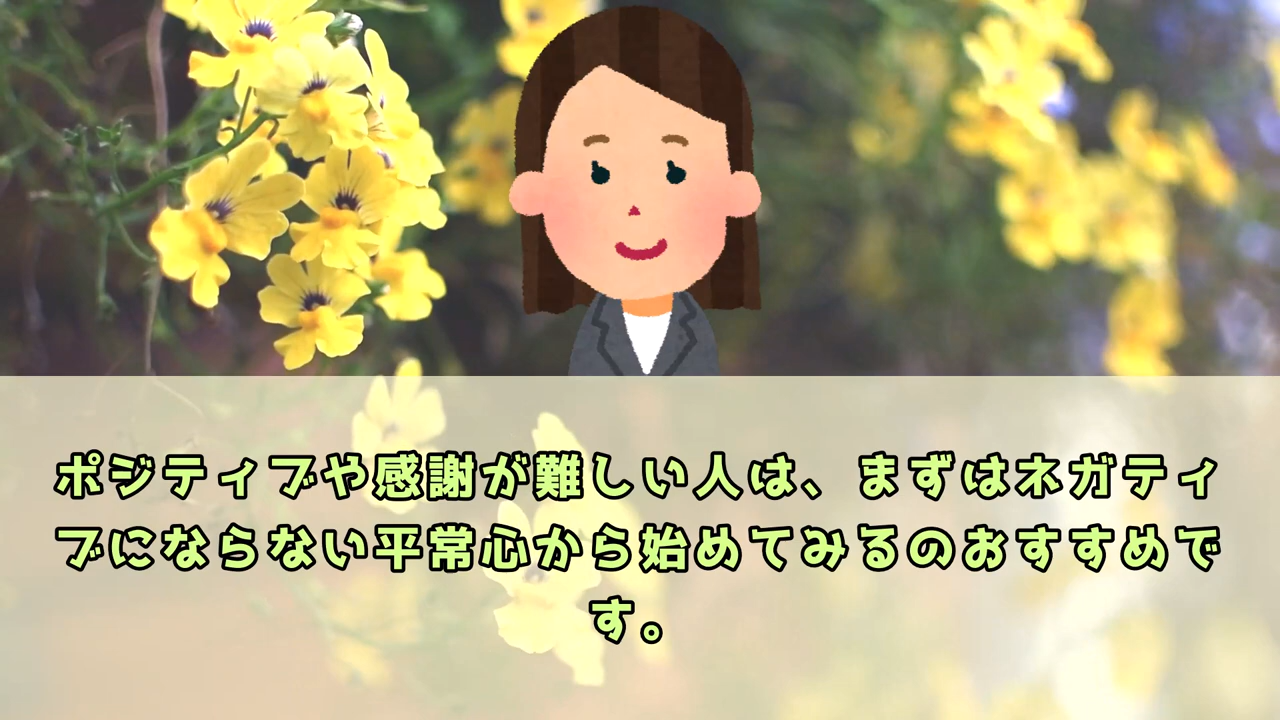 ポジティブや感謝が難しい人は、まずはネガティ
ブにならない平常心から始めてみるのおすすめで
す。